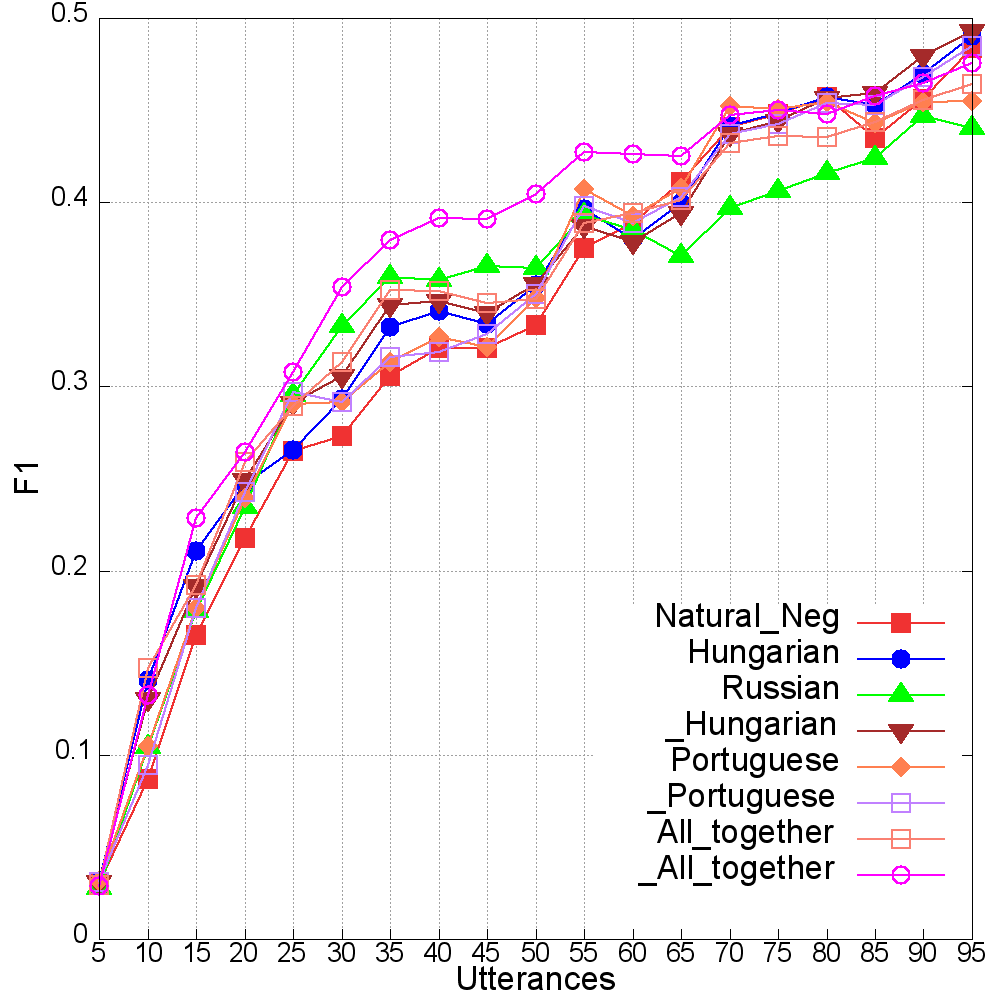 0.5
0.4
0.3
0.2
0.1
0
F1
Natural_Neg
Hungarian
Russian
_Hungarian
Portuguese
_Portuguese
All_together
_All_together
5 10 15 20 25 30 35 40 45 50 55 60 65 70 75 80 85 90 95
Utterances